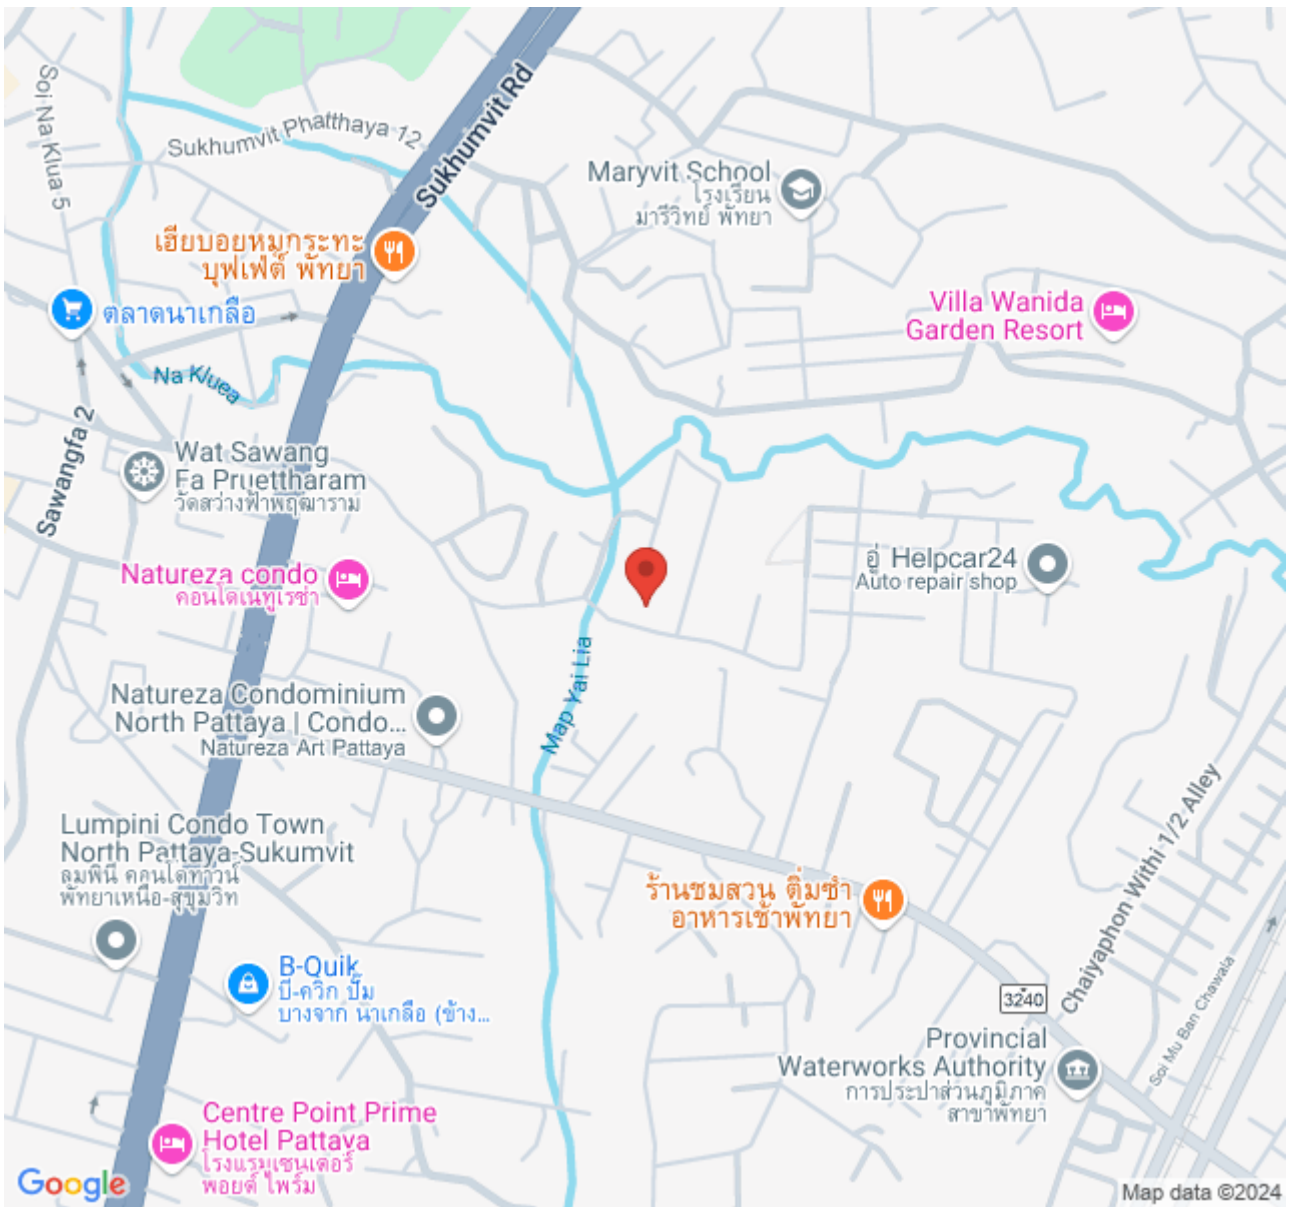 Soi Na Klua 5
Sukhumvit Phatthaya 12
Sukhumvit Rd
Maryvit School
โรงเรียน
มารีวิทย์ พัทยา
เฮียบอยหมูกระทะ
บุฟเฟ่ต์ พัทยา
ตลาดนาเกลือ
Villa Wanida
Garden Resort
Na Kluea
Sawangfa 2
Wat Sawang
Fa Pruettharam
วัดสว่างฟ้าพฤฒาราม
Natureza condo
คอนโดเนทูเรซ่า
อู่ Helpcar24
Auto repair shop
Map Yai Lia
Natureza Condominium
North Pattaya | Condo...
Natureza Art Pattaya
Lumpini Condo Town
North Pattaya-Sukumvit
ลุมพินี คอนโดทาวน์
พัทยาเหนือ-สุขุมวิท
Chaiyaphon Withi 1/2 Alley
ร้านชมสวน ติ่มซำ
อาหารเช้าพัทยา
B-Quik
บี-ควิก ปั๊ม
บางจาก นาเกลือ (ข้าง...
3240
Soi Mu Ban Chawala
Provincial
Waterworks Authority
การประปาส่วนภูมิภาค
สาขาพัทยา
Centre Point Prime
Hotel Pattaya
โรงแรมเซนเตอร์
พอยต์ ไพร์ม
Google
Map data ©2024